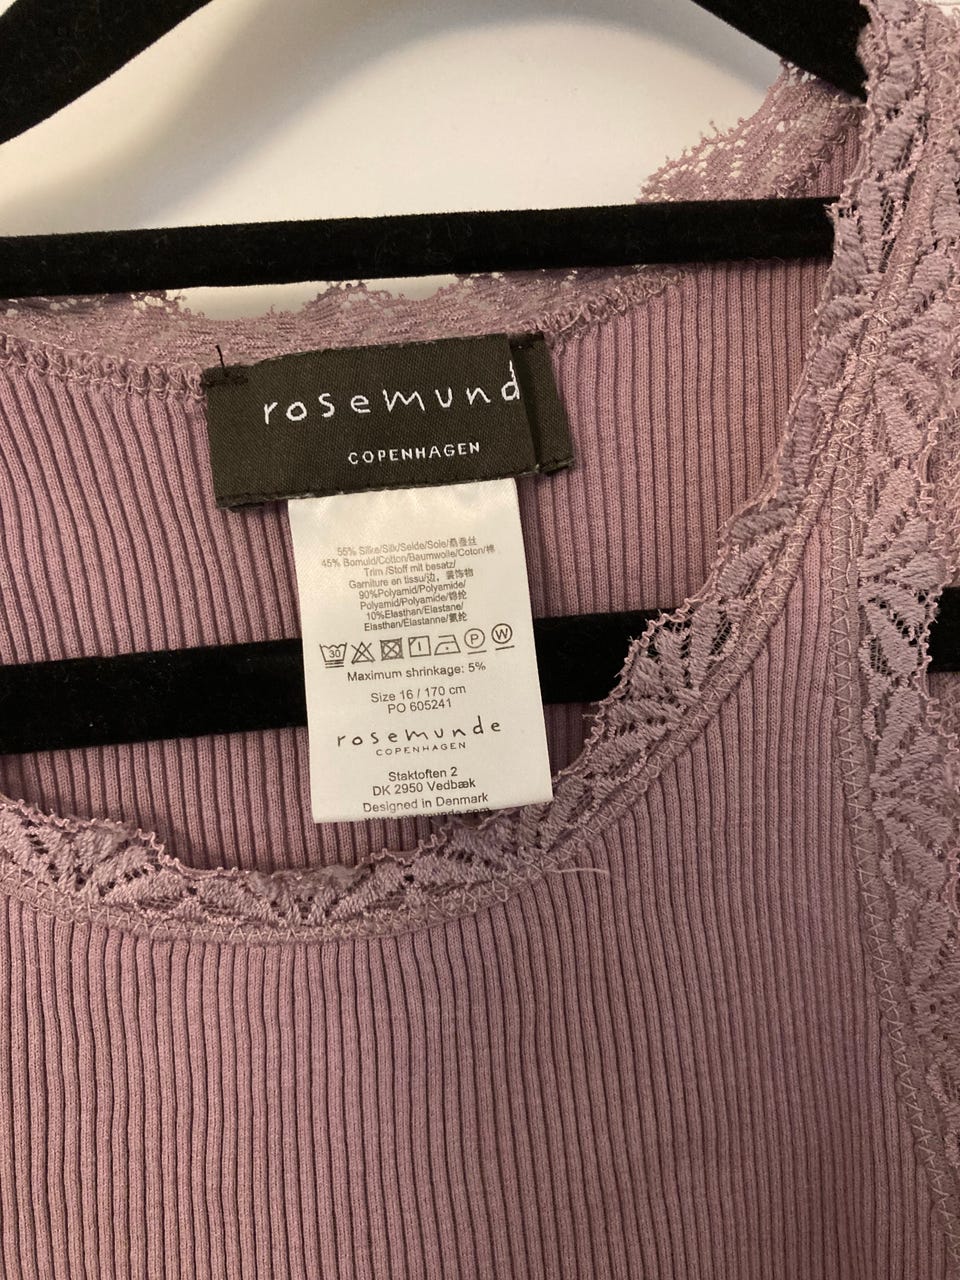 rosemund
COPENHAGEN
55% Silke/Silk/Seide/Soie/桑蚕丝
45% Bomuld/Cotton/Baumwolle/Coton/棉
Trim /Stoff mit besatz/
Garniture en tissu/边，装饰物
90%Polyamid/Polyamide/
Polyamid/Polyamide/锦纶
10%Elasthan/Elastane/
Elasthan/Elastanne/氨纶
30 P W
Maximum shrinkage: 5%
Size 16 / 170 cm
PO 605241
rosemunde
COPENHAGEN
Staktoften 2
DK 2950 Vedbæk
Designed in Denmark